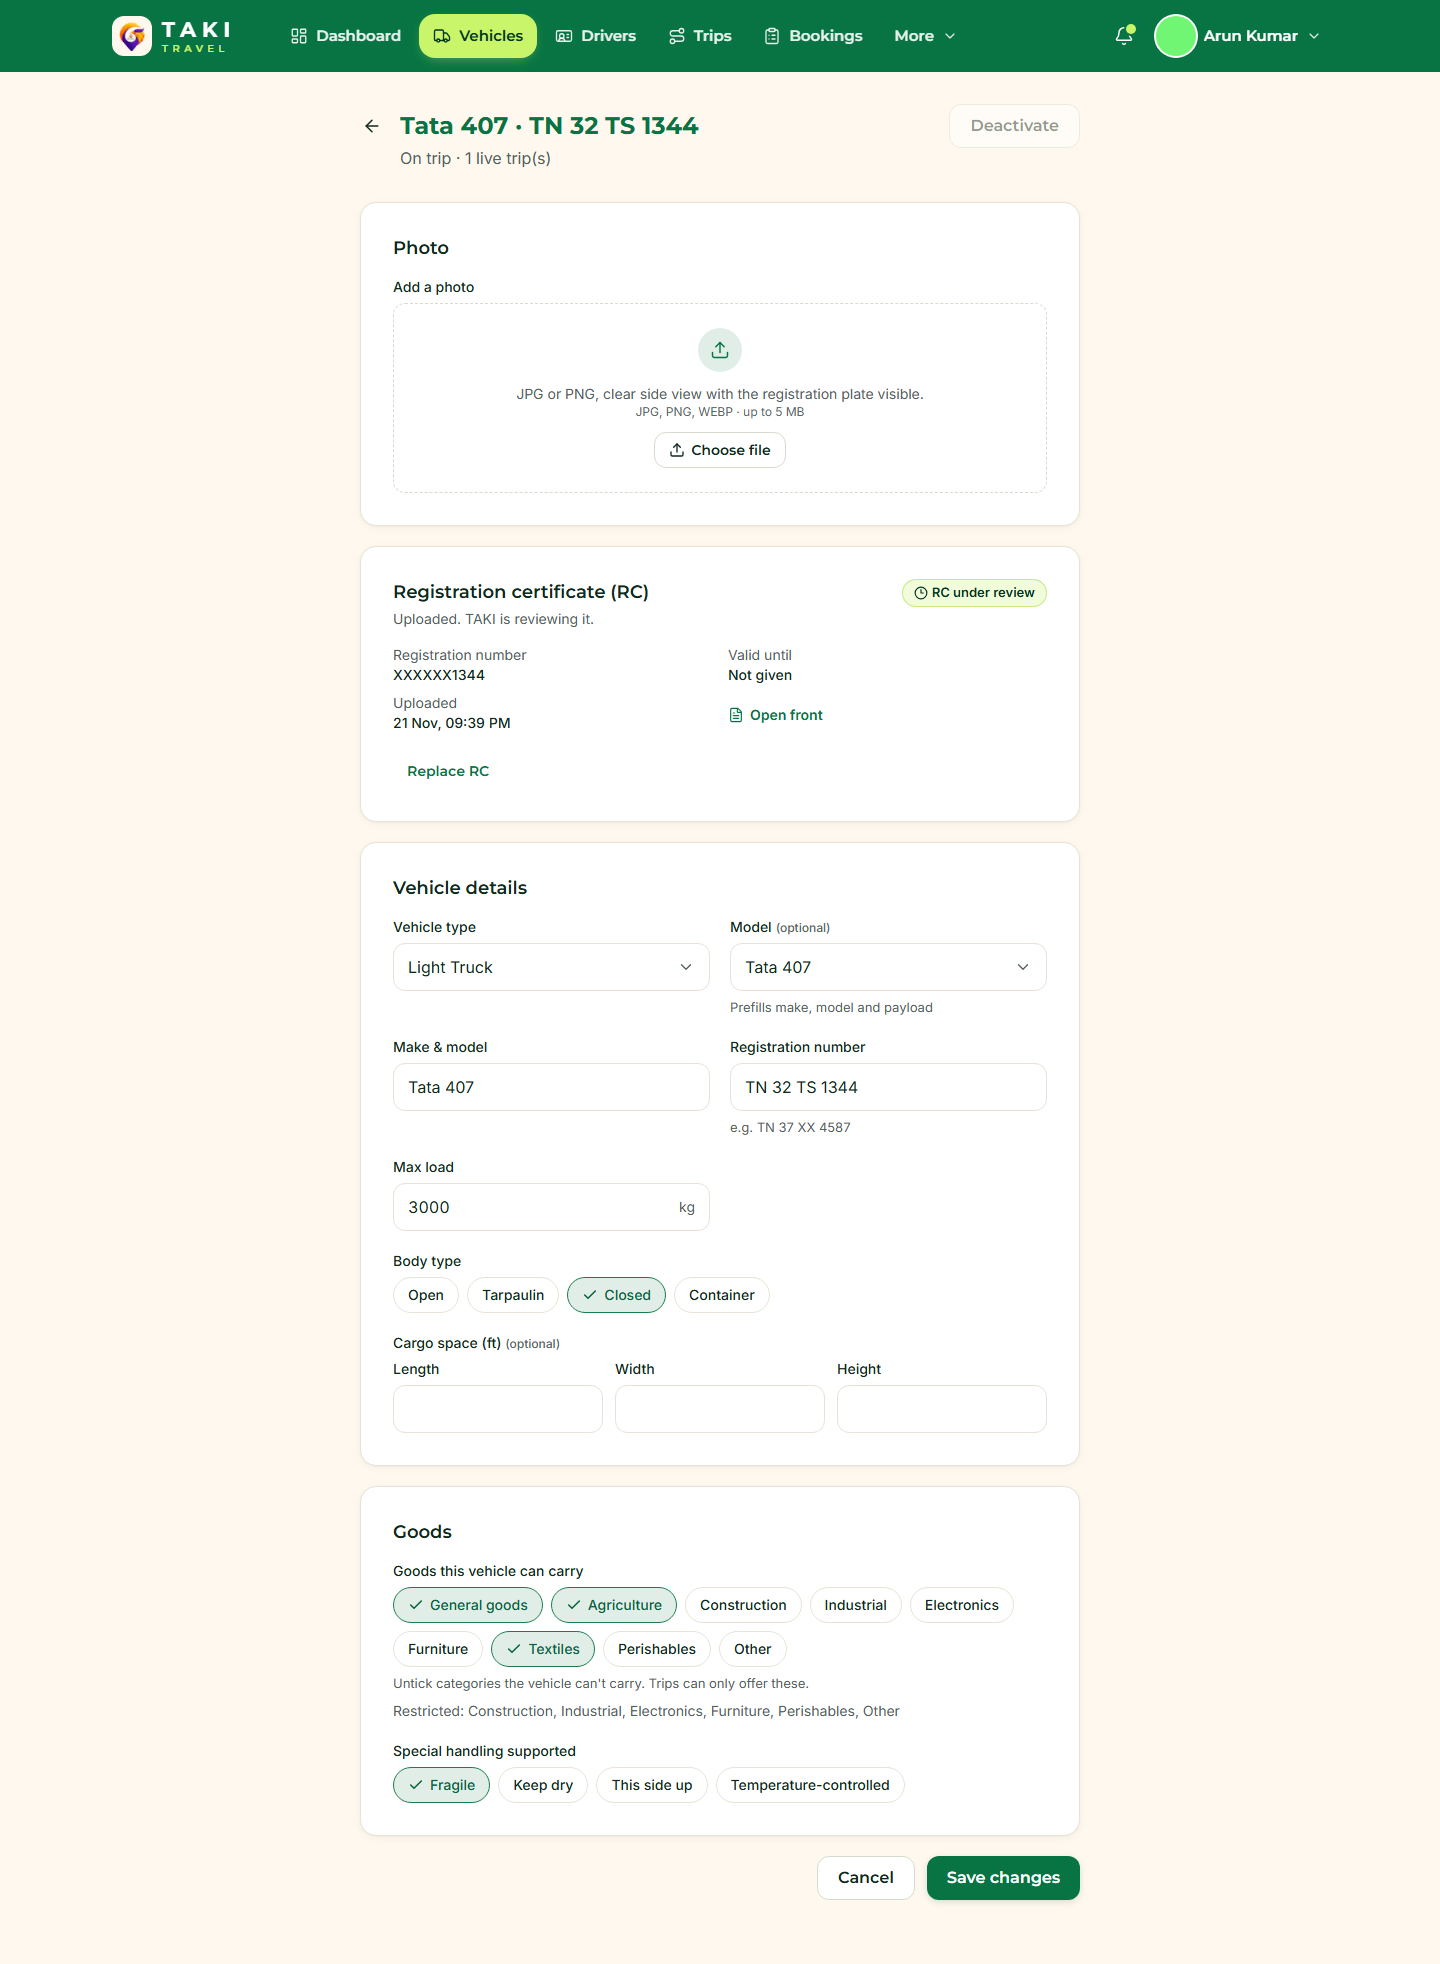 TAKI
TRAVEL
Dashboard
Vehicles
Drivers
Trips
Bookings
More
Arun Kumar
Tata 407 · TN 32 TS 1344
Deactivate
On trip · 1 live trip(s)
Photo
Add a photo
JPG or PNG, clear side view with the registration plate visible.
JPG, PNG, WEBP · up to 5 MB
Choose file
Registration certificate (RC)
RC under review
Uploaded. TAKI is reviewing it.
Registration number
XXXXXX1344
Valid until
Not given
Uploaded
21 Nov, 09:39 PM
Open front
Replace RC
Vehicle details
Vehicle type
Light Truck
Model (optional)
Tata 407
Prefills make, model and payload
Make & model
Tata 407
Registration number
TN 32 TS 1344
e.g. TN 37 XX 4587
Max load
3000 kg
Body type
Open
Tarpaulin
Closed
Container
Cargo space (ft) (optional)
Length
Width
Height
Goods
Goods this vehicle can carry
General goods
Agriculture
Construction
Industrial
Electronics
Furniture
Textiles
Perishables
Other
Untick categories the vehicle can't carry. Trips can only offer these.
Restricted: Construction, Industrial, Electronics, Furniture, Perishables, Other
Special handling supported
Fragile
Keep dry
This side up
Temperature-controlled
Cancel
Save changes